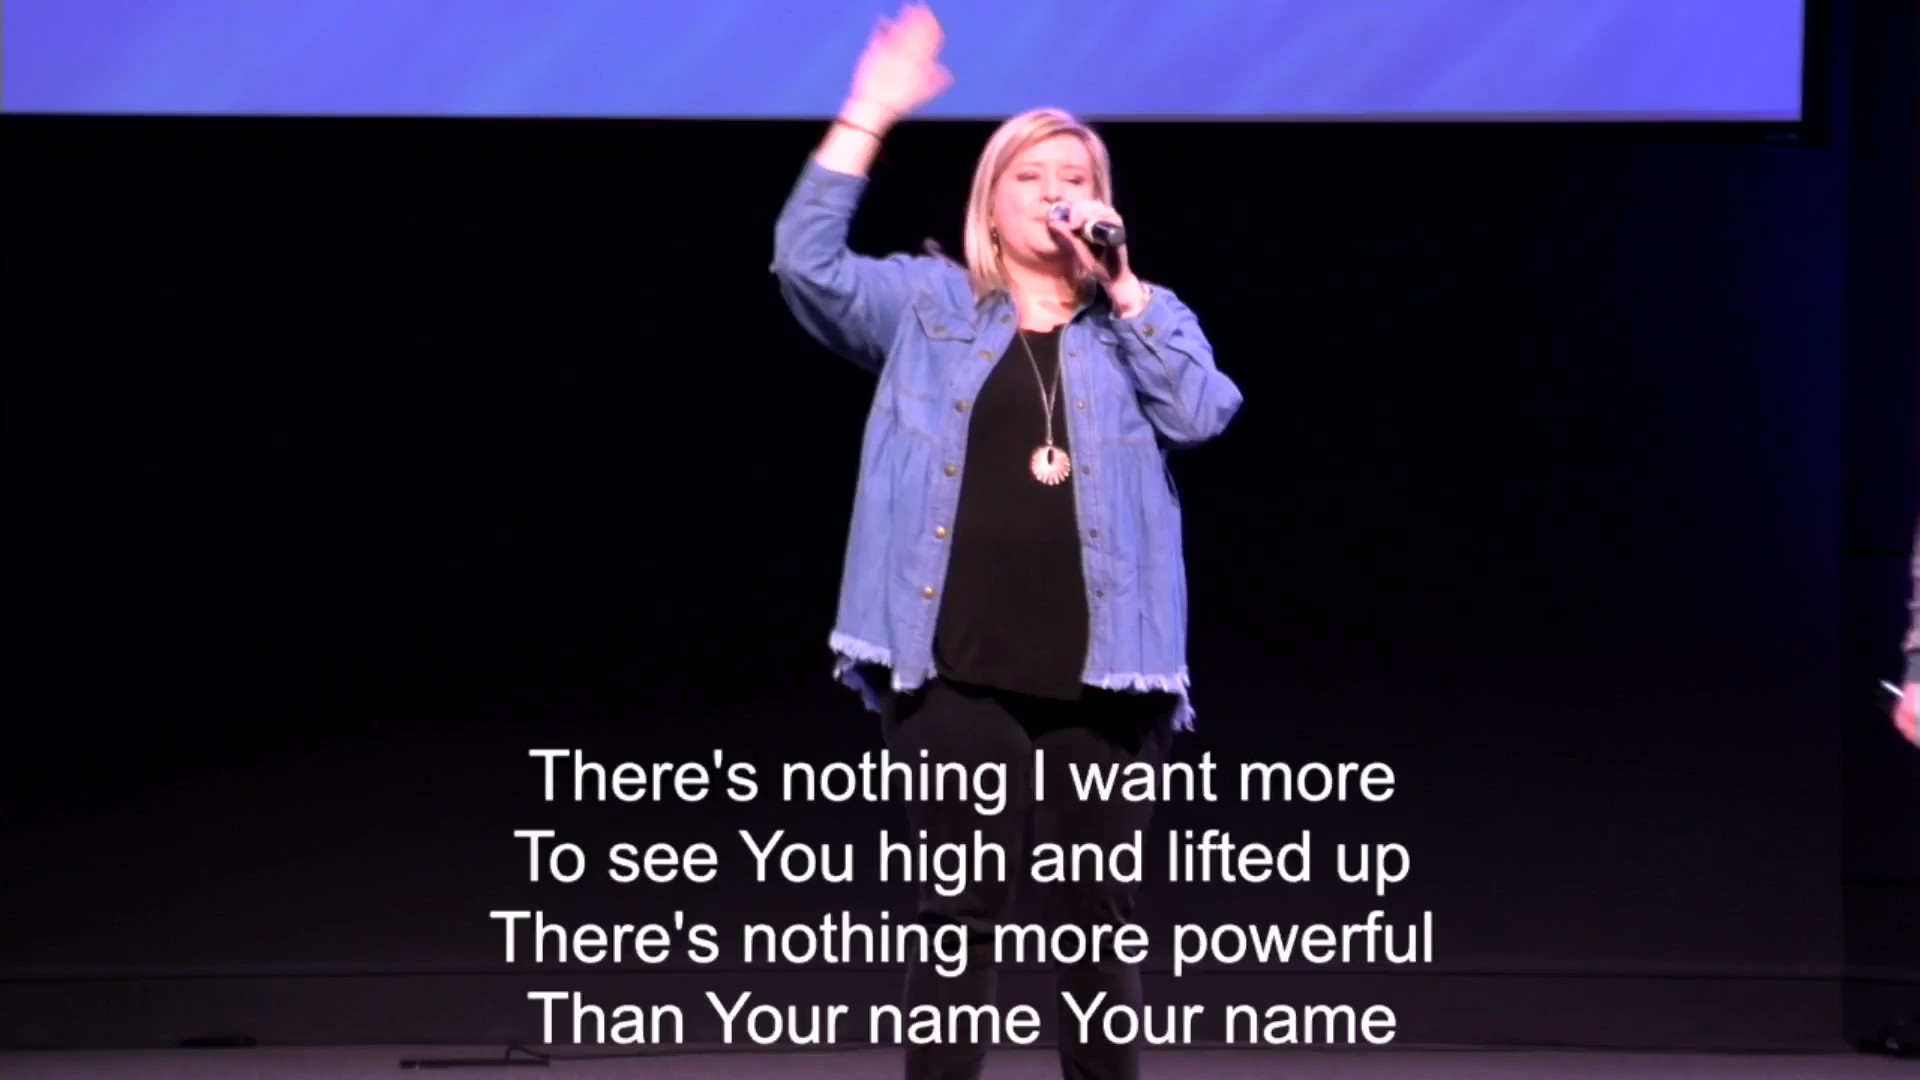 There's nothing I want more
To see You high and lifted up
There's nothing more powerful
Than Your name Your name